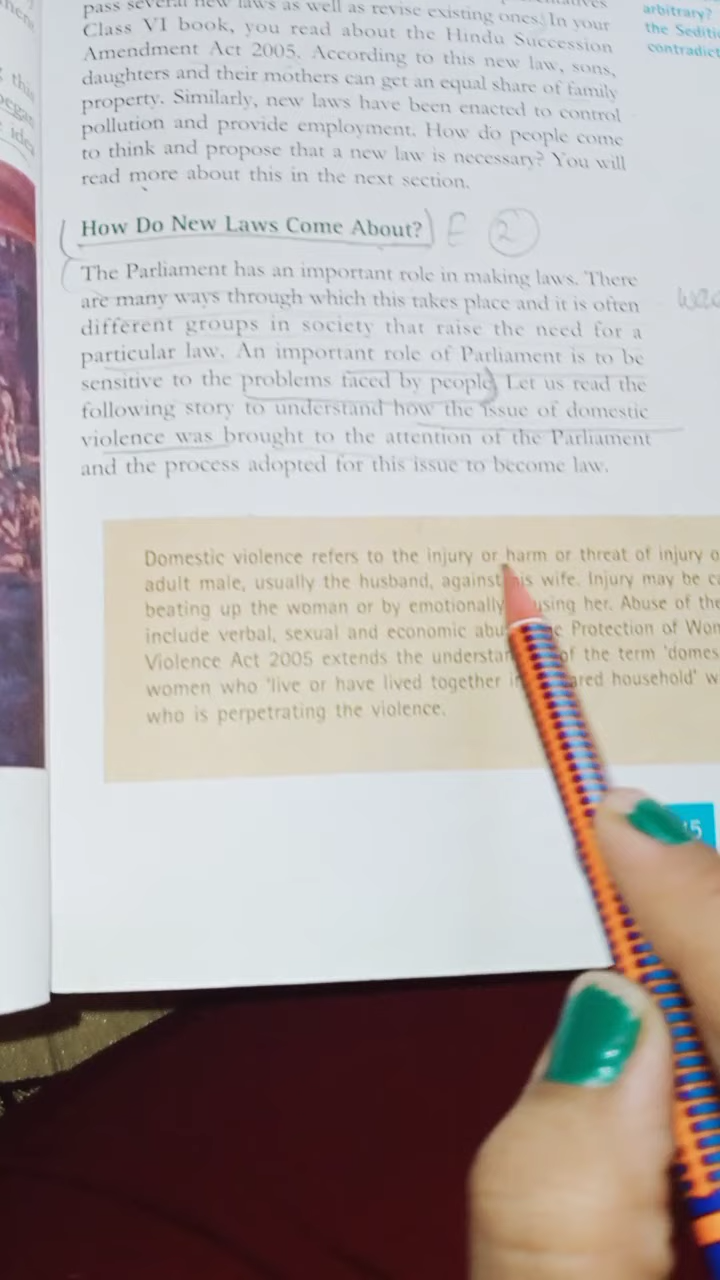 pass several new laws as well as revise existing ones. In your
Class VI book, you read about the Hindu Succession
Amendment Act 2005. According to this new law, sons,
daughters and their mothers can get an equal share of family
property. Similarly, new laws have been enacted to control
pollution and provide employment. How do people come
to think and propose that a new law is necessary? You will
read more about this in the next section.
arbitrary?
the Sediti
contradict
this
began
idea
How Do New Laws Come About? E 2
The Parliament has an important role in making laws. There
are many ways through which this takes place and it is often
different groups in society that raise the need for a
particular law. An important role of Parliament is to be
sensitive to the problems faced by people. Let us read the
following story to understand how the issue of domestic
violence was brought to the attention of the Parliament
and the process adopted for this issue to become law.
Domestic violence refers to the injury or harm or threat of injury o
adult male, usually the husband, against his wife. Injury may be ca
beating up the woman or by emotionally using her. Abuse of the
include verbal, sexual and economic abu Protection of Wom
Violence Act 2005 extends the understan of the term 'domes
women who 'live or have lived together i ared household' w
who is perpetrating the violence.
15